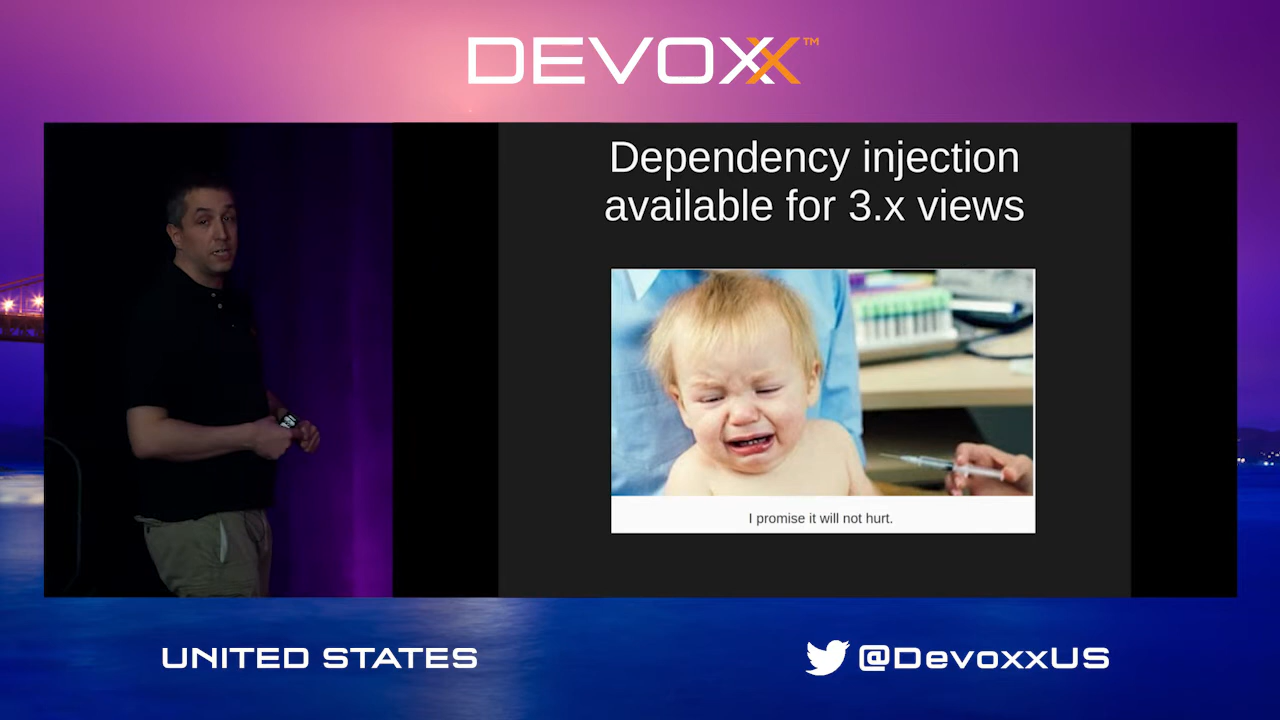 DEVOXX™
Dependency injection
available for 3.x views
I promise it will not hurt.
UNITED STATES
@DevoxxUS